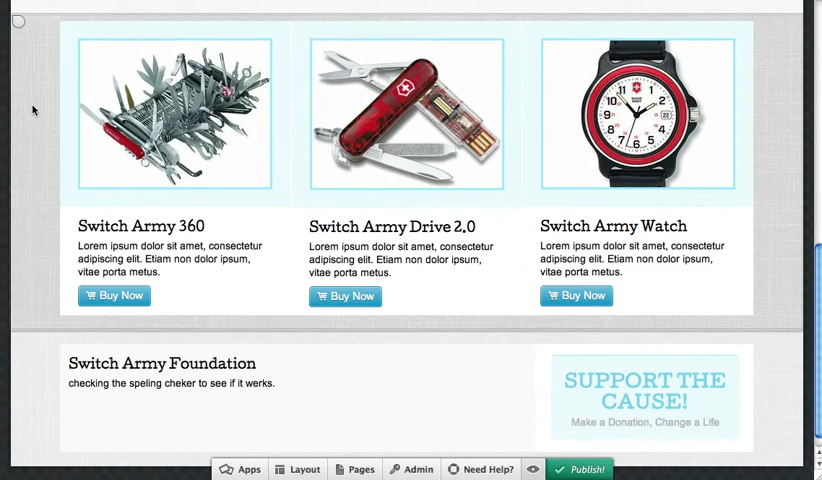 Switch Army 360
Lorem ipsum dolor sit amet, consectetur
adipiscing elit. Etiam non dolor ipsum,
vitae porta metus.
Buy Now
Switch Army Drive 2.0
Lorem ipsum dolor sit amet, consectetur
adipiscing elit. Etiam non dolor ipsum,
vitae porta metus.
Buy Now
Switch Army Watch
Lorem ipsum dolor sit amet, consectetur
adipiscing elit. Etiam non dolor ipsum,
vitae porta metus.
Buy Now
Switch Army Foundation
checking the speling cheker to see if it works.
SUPPORT THE
CAUSE!
Make a Donation, Change a Life
Apps
Layout
Pages
Admin
Need Help?
Publish!